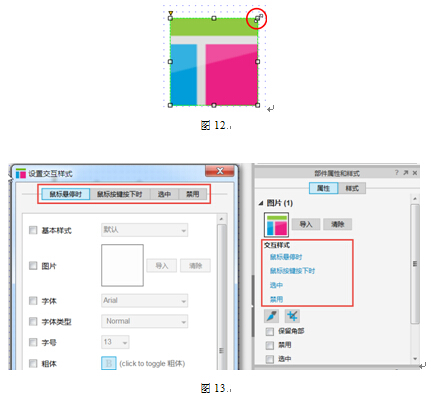 图 12.
设置交互样式
鼠标悬停时 鼠标按键按下时 选中 禁用
基本样式 默认
图片 导入 清除
字体 Arial
字体类型 Normal
字号 13
粗体 B (click to toggle 粗体)
部件属性和样式
属性 样式
图片 (1)
导入 清除
交互样式
鼠标悬停时
鼠标按键按下时
选中
禁用
保留角部
禁用
选中
图 13.